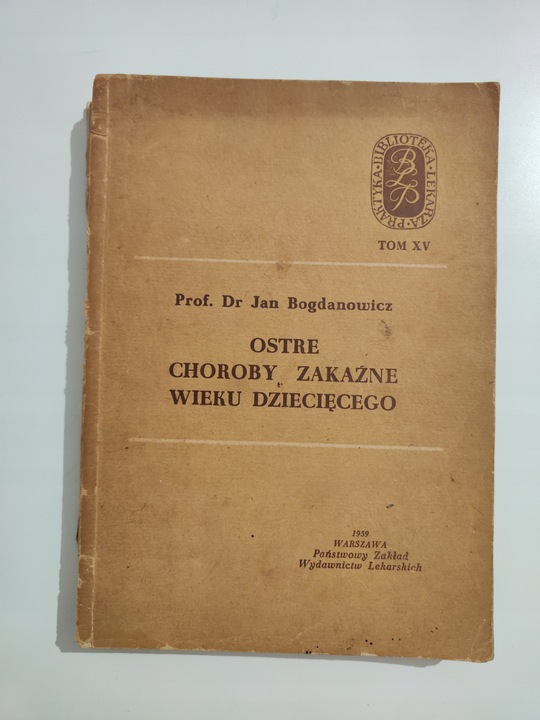 BIBLIOTEKA · LEKARZA · PRAKTYKA ·
BLP
TOM XV
Prof. Dr Jan Bogdanowicz
OSTRE
CHOROBY ZAKAŹNE
WIEKU DZIECIĘCEGO
1959
WARSZAWA
Państwowy Zakład
Wydawnictw Lekarskich